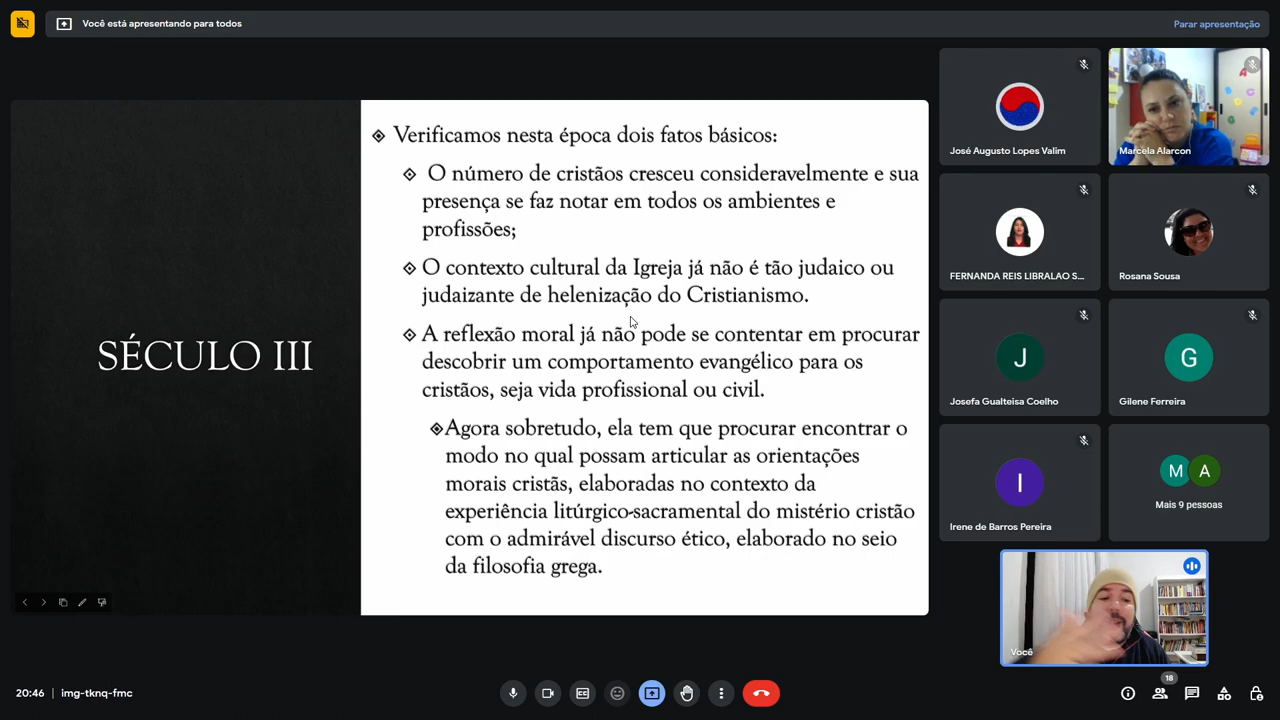 Você está apresentando para todos
Parar apresentação
SÉCULO III
Verificamos nesta época dois fatos básicos:
O número de cristãos cresceu consideravelmente e sua
presença se faz notar em todos os ambientes e
profissões;
O contexto cultural da Igreja já não é tão judaico ou
judaizante de helenização do Cristianismo.
A reflexão moral já não pode se contentar em procurar
descobrir um comportamento evangélico para os
cristãos, seja vida profissional ou civil.
Agora sobretudo, ela tem que procurar encontrar o
modo no qual possam articular as orientações
morais cristãs, elaboradas no contexto da
experiência litúrgico-sacramental do mistério cristão
com o admirável discurso ético, elaborado no seio
da filosofia grega.
José Augusto Lopes Valim
Marcela Alarcon
FERNANDA REIS LIBRALAO S...
Rosana Sousa
J
Josefa Gualteisa Coelho
G
Gilene Ferreira
I
Irene de Barros Pereira
M A
Mais 9 pessoas
Você
20:46
img-tknq-fmc
18